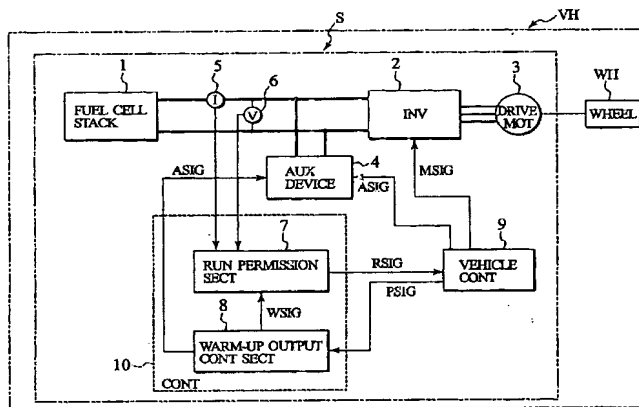 VH
S
1
5
6
2
3
WH
FUEL CELL
STACK
I
V
INV
DRIVE
MOT
WHEEL
ASIG
AUX
DEVICE
4
ASIG
MSIG
7
9
RUN PERMISSION
SECT
RSIG
VEHICLE
CONT
PSIG
8
WSIG
WARM-UP OUTPUT
CONT SECT
10
CONT